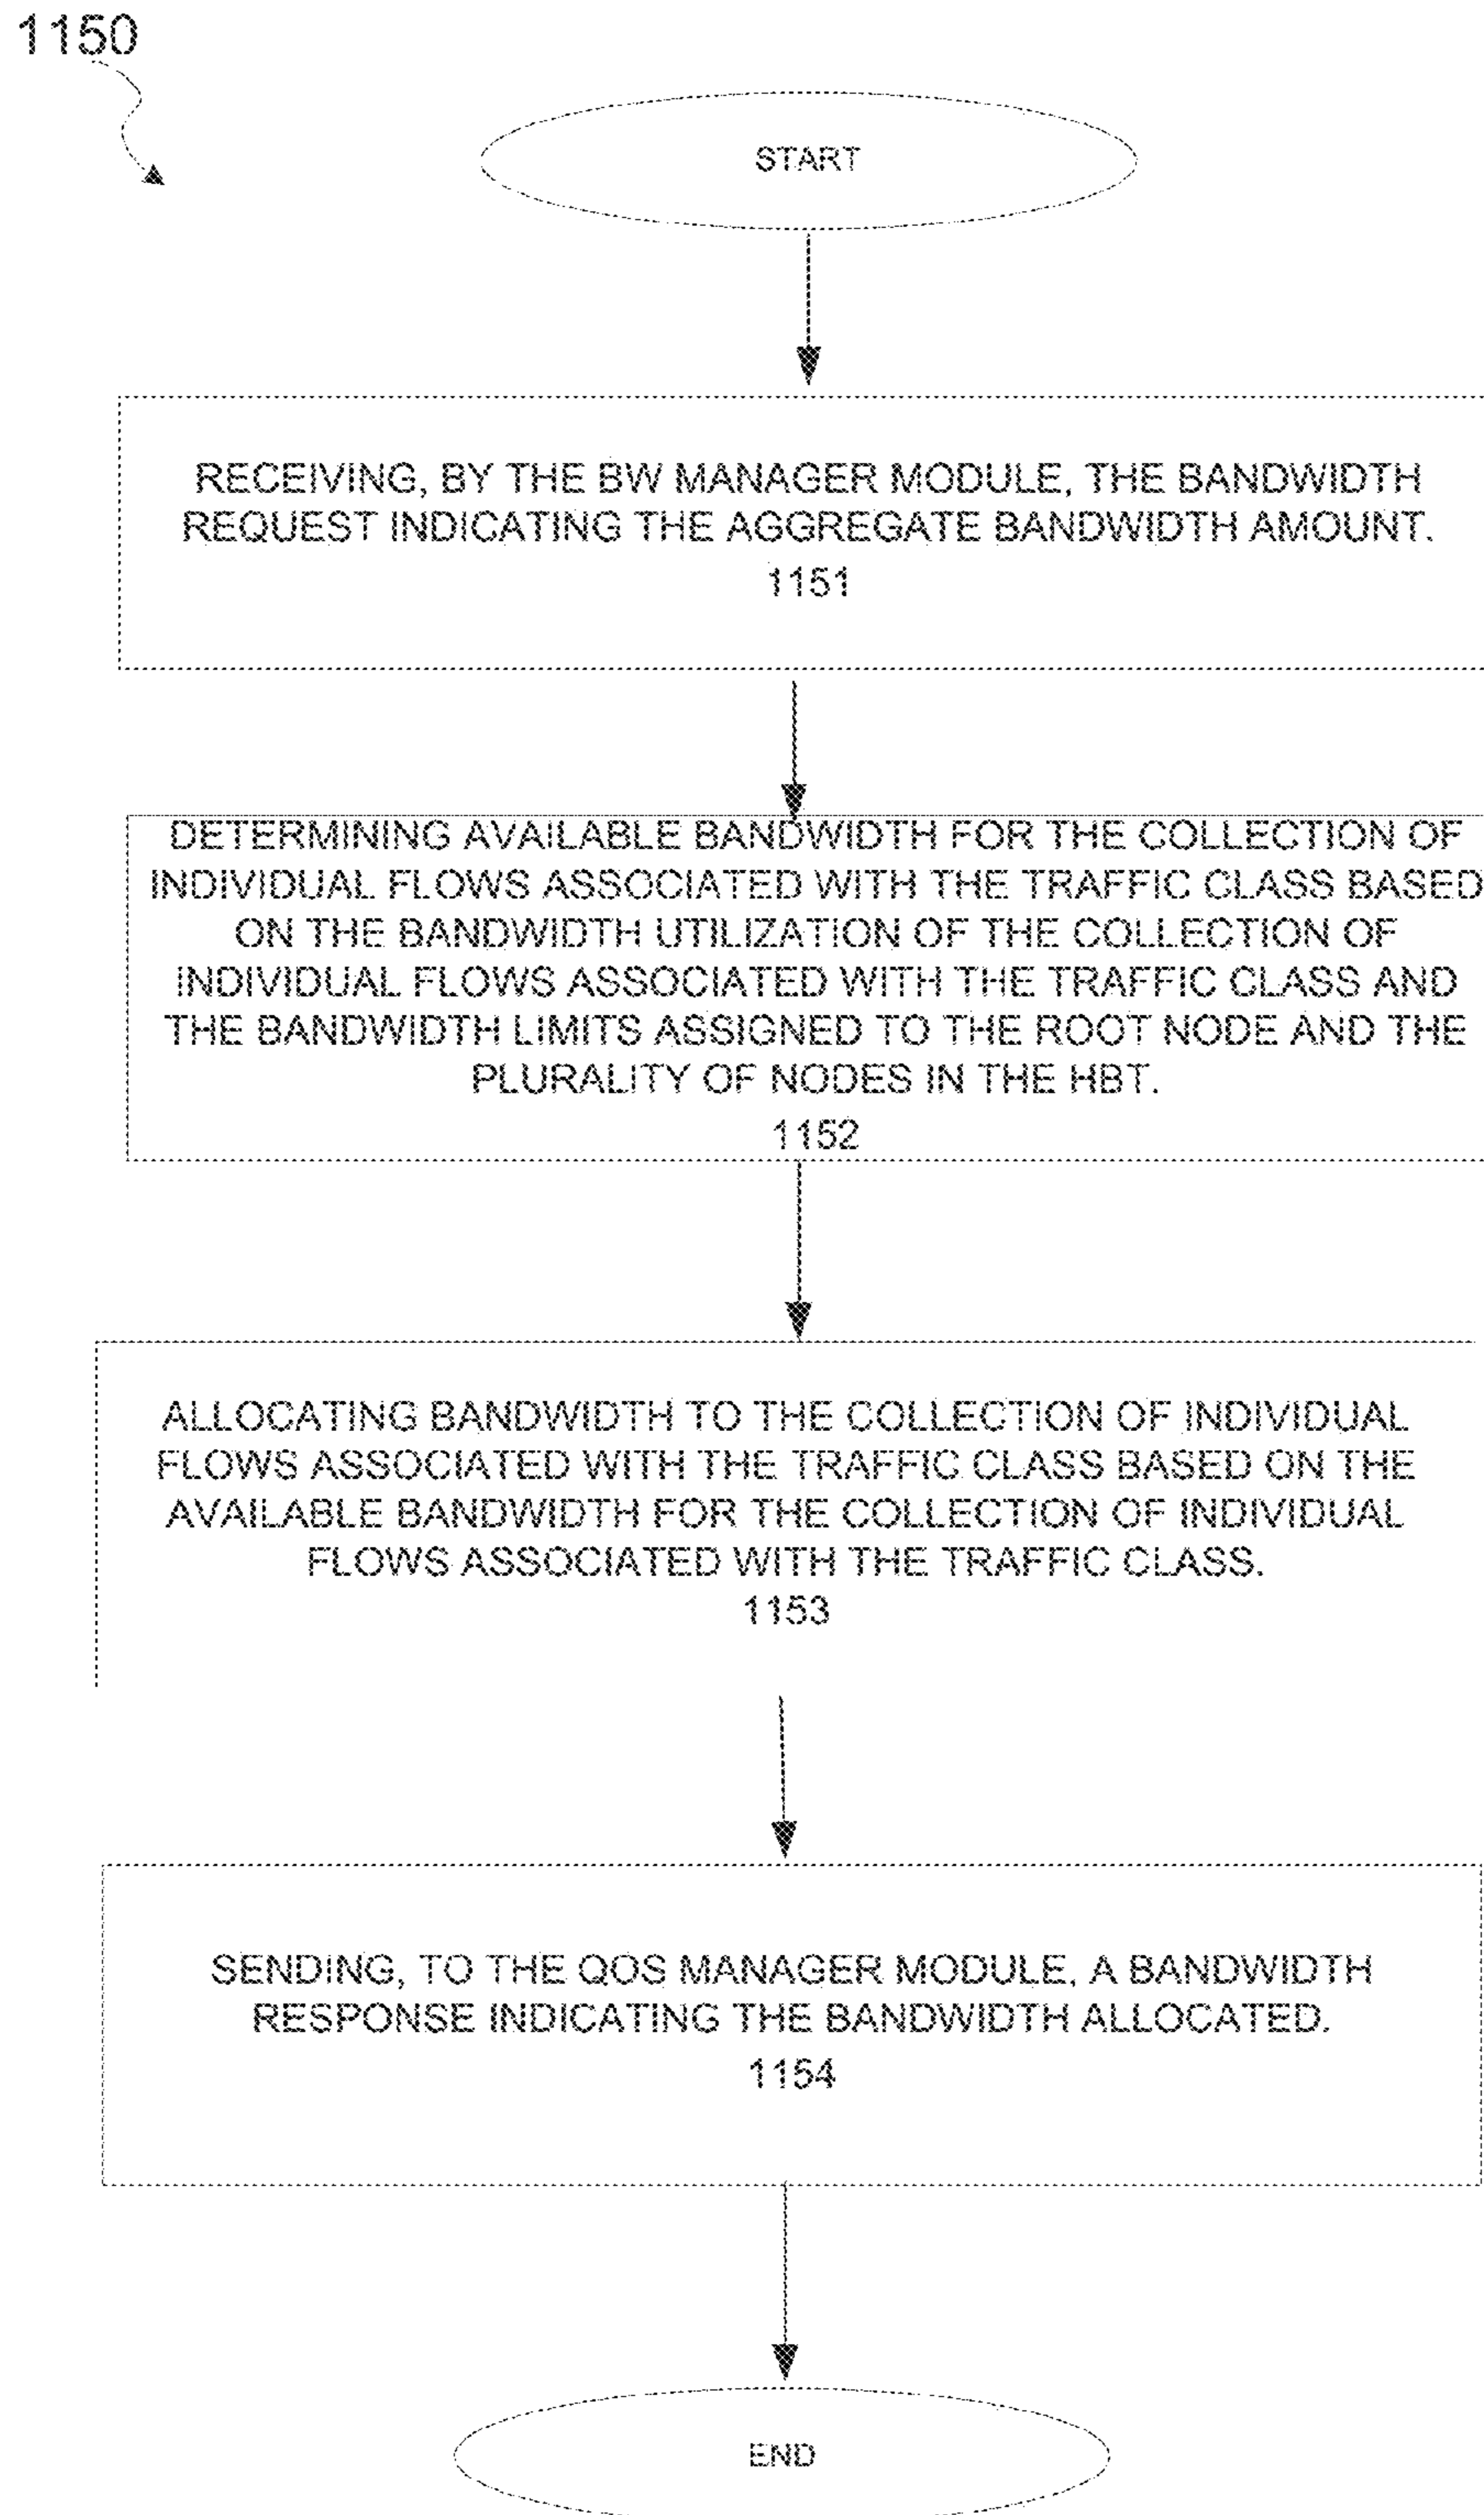 1150
START
RECEIVING, BY THE BW MANAGER MODULE, THE BANDWIDTH
REQUEST INDICATING THE AGGREGATE BANDWIDTH AMOUNT.
1151
DETERMINING AVAILABLE BANDWIDTH FOR THE COLLECTION OF
INDIVIDUAL FLOWS ASSOCIATED WITH THE TRAFFIC CLASS BASED
ON THE BANDWIDTH UTILIZATION OF THE COLLECTION OF
INDIVIDUAL FLOWS ASSOCIATED WITH THE TRAFFIC CLASS AND
THE BANDWIDTH LIMITS ASSIGNED TO THE ROOT NODE AND THE
PLURALITY OF NODES IN THE HBT.
1152
ALLOCATING BANDWIDTH TO THE COLLECTION OF INDIVIDUAL
FLOWS ASSOCIATED WITH THE TRAFFIC CLASS BASED ON THE
AVAILABLE BANDWIDTH FOR THE COLLECTION OF INDIVIDUAL
FLOWS ASSOCIATED WITH THE TRAFFIC CLASS.
1153
SENDING, TO THE QOS MANAGER MODULE, A BANDWIDTH
RESPONSE INDICATING THE BANDWIDTH ALLOCATED.
1154
END